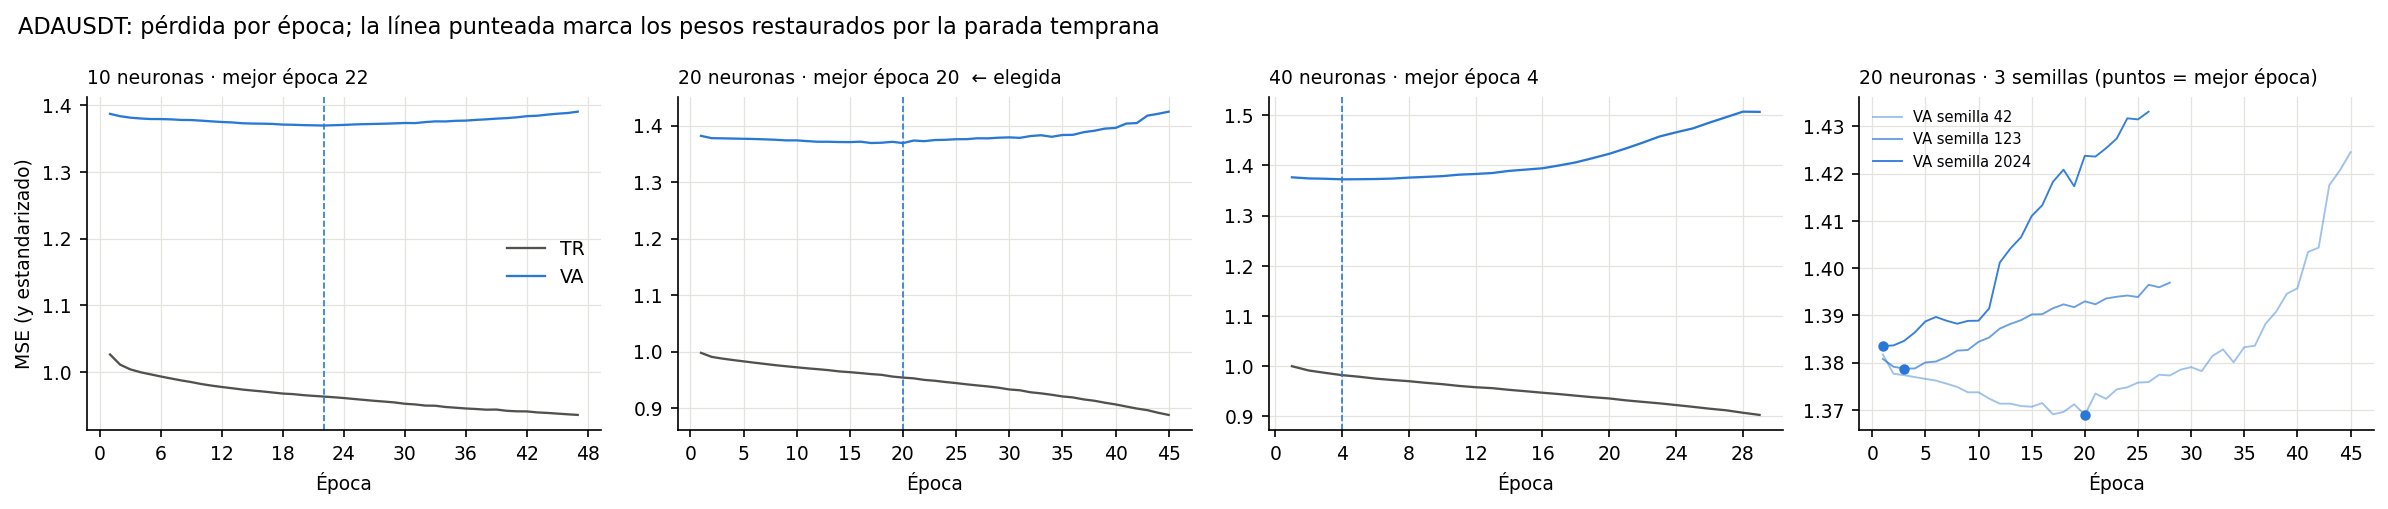 ADAUSDT: pérdida por época; la línea punteada marca los pesos restaurados por la parada temprana
10 neuronas · mejor época 22
MSE (y estandarizado)
1.4
1.3
1.2
1.1
1.0
TR
VA
0 6 12 18 24 30 36 42 48
Época
20 neuronas · mejor época 20 ← elegida
1.4
1.3
1.2
1.1
1.0
0.9
0 5 10 15 20 25 30 35 40 45
Época
40 neuronas · mejor época 4
1.5
1.4
1.3
1.2
1.1
1.0
0.9
0 4 8 12 16 20 24 28
Época
20 neuronas · 3 semillas (puntos = mejor época)
VA semilla 42
VA semilla 123
VA semilla 2024
1.43
1.42
1.41
1.40
1.39
1.38
1.37
0 5 10 15 20 25 30 35 40 45
Época